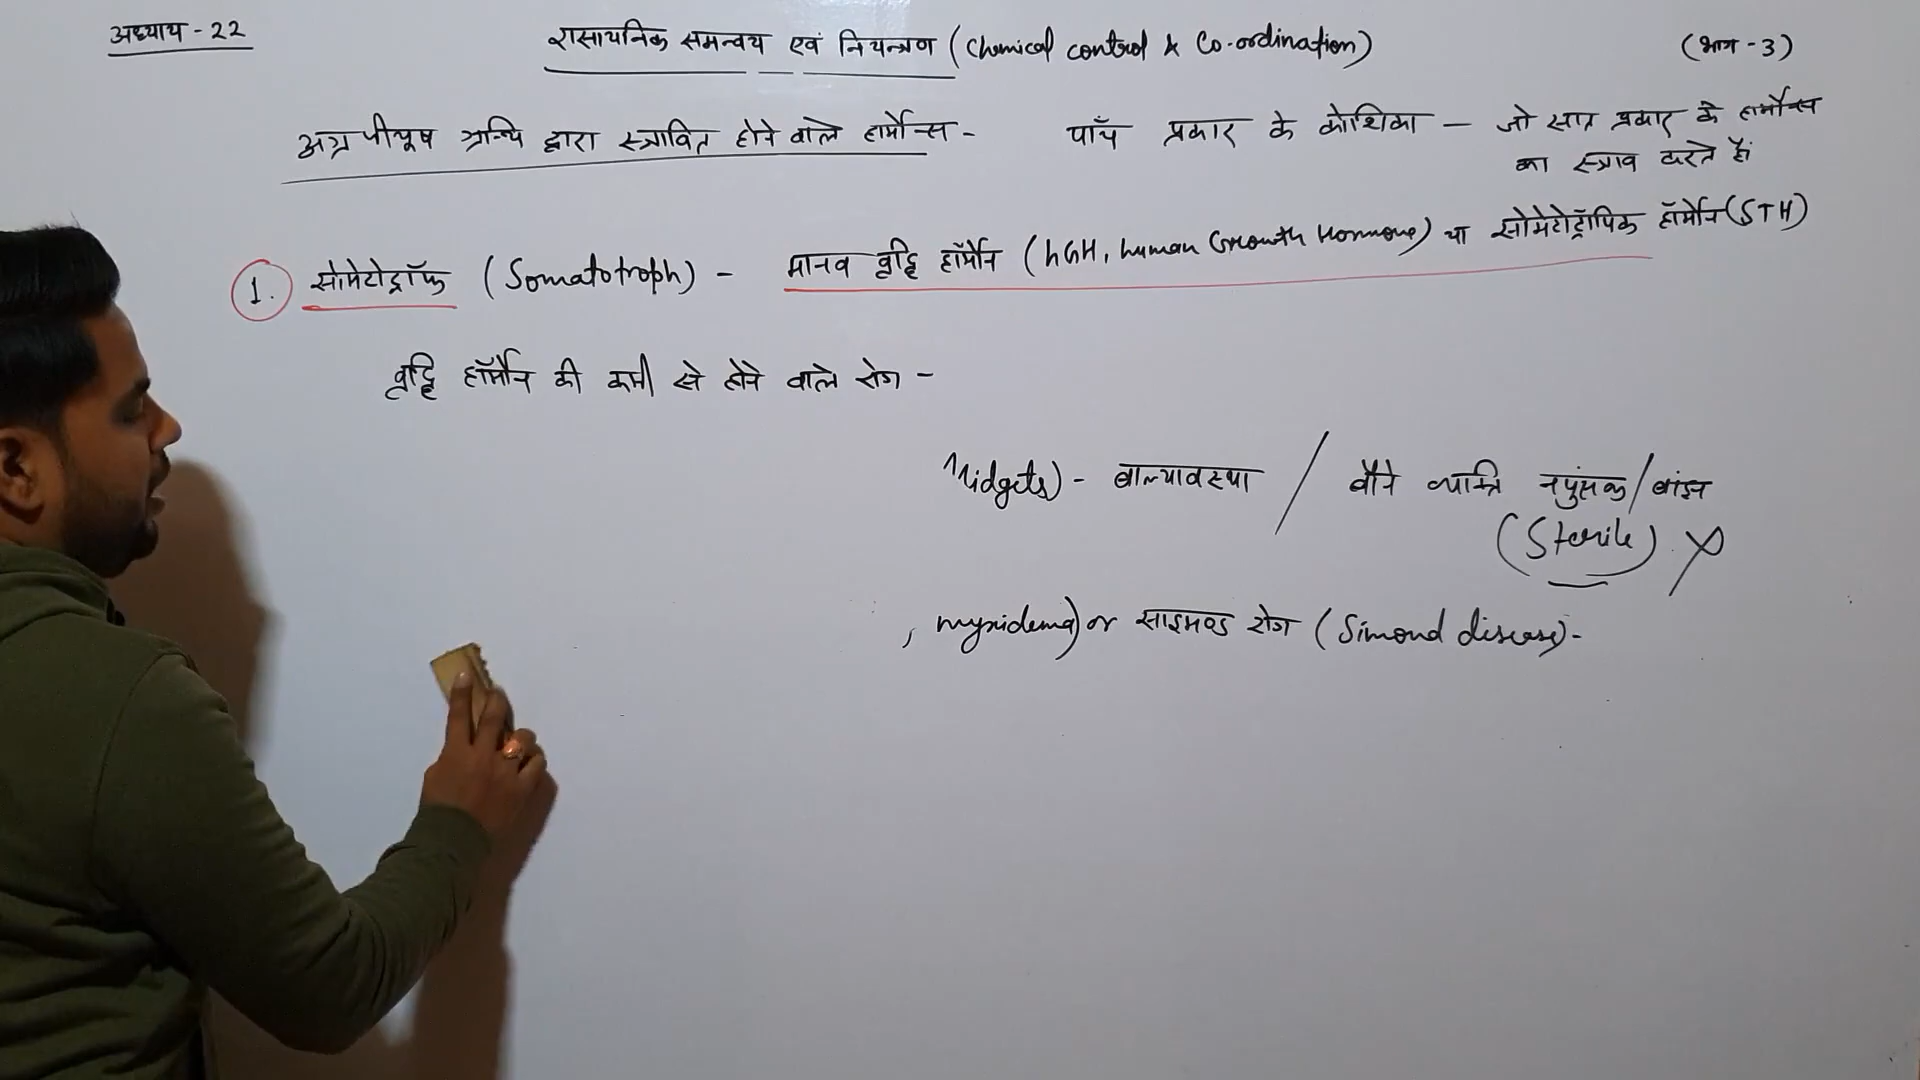 अध्याय - 22
रासायनिक समन्वय एवं नियन्त्रण (Chemical control & Co-ordination)
(भाग - 3)
अग्र पीयूष ग्रन्थि द्वारा स्त्रावित होने वाले हार्मोन्स - पाँच प्रकार के कोशिका — जो सात प्रकार के हार्मोन्स
का स्त्राव करते हैं
1. सोमेटोट्रॉफ (Somatotroph) - मानव वृद्धि हॉर्मोन (hGH, human Growth Hormone) या सोमेटोट्रॉपिक हॉर्मोन (STH)
वृद्धि हॉर्मोन की कमी से होने वाले रोग -
idgets) - बाल्यावस्था / बौने व्यक्ति नपुंसक/बांझ
(Sterile)
, myxidema) or साइमण्ड रोग (Simond disease) -